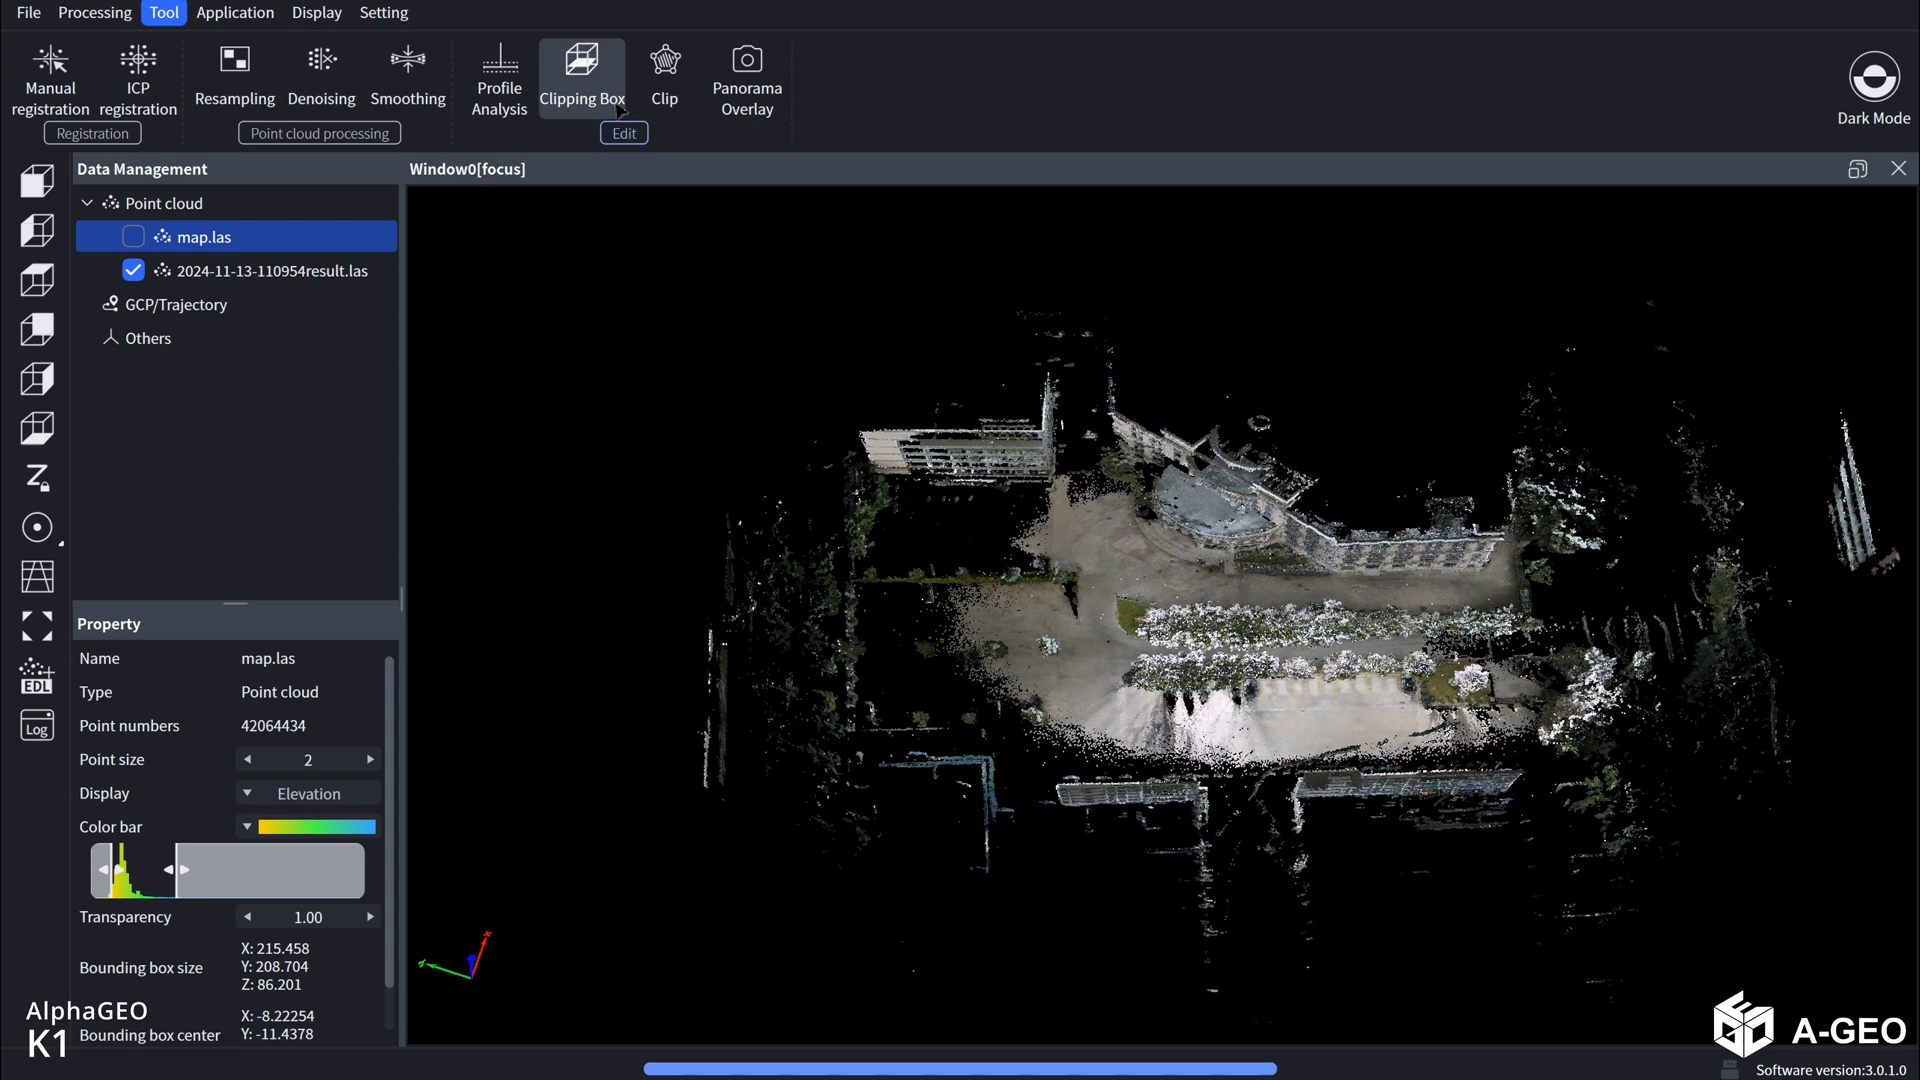 File Processing Tool Application Display Setting
Manual registration
ICP registration
Resampling
Denoising
Smoothing
Profile Analysis
Clipping Box
Clip
Panorama Overlay
Dark Mode
Registration
Point cloud processing
Edit
Data Management
Window0[focus]
Point cloud
map.las
2024-11-13-110954result.las
GCP/Trajectory
Others
Z
EDL
Log
Property
Name map.las
Type Point cloud
Point numbers 42064434
Point size 2
Display Elevation
Color bar
Transparency 1.00
Bounding box size
X: 215.458
Y: 208.704
Z: 86.201
Bounding box center
X: -8.22254
Y: -11.4378
AlphaGEO
K1
A-GEO
Software version:3.0.1.0